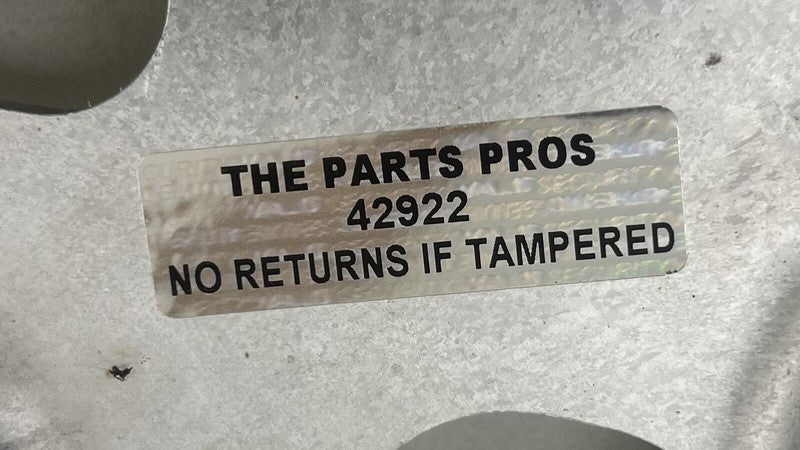 THE PARTS PROS
42922
NO RETURNS IF TAMPERED